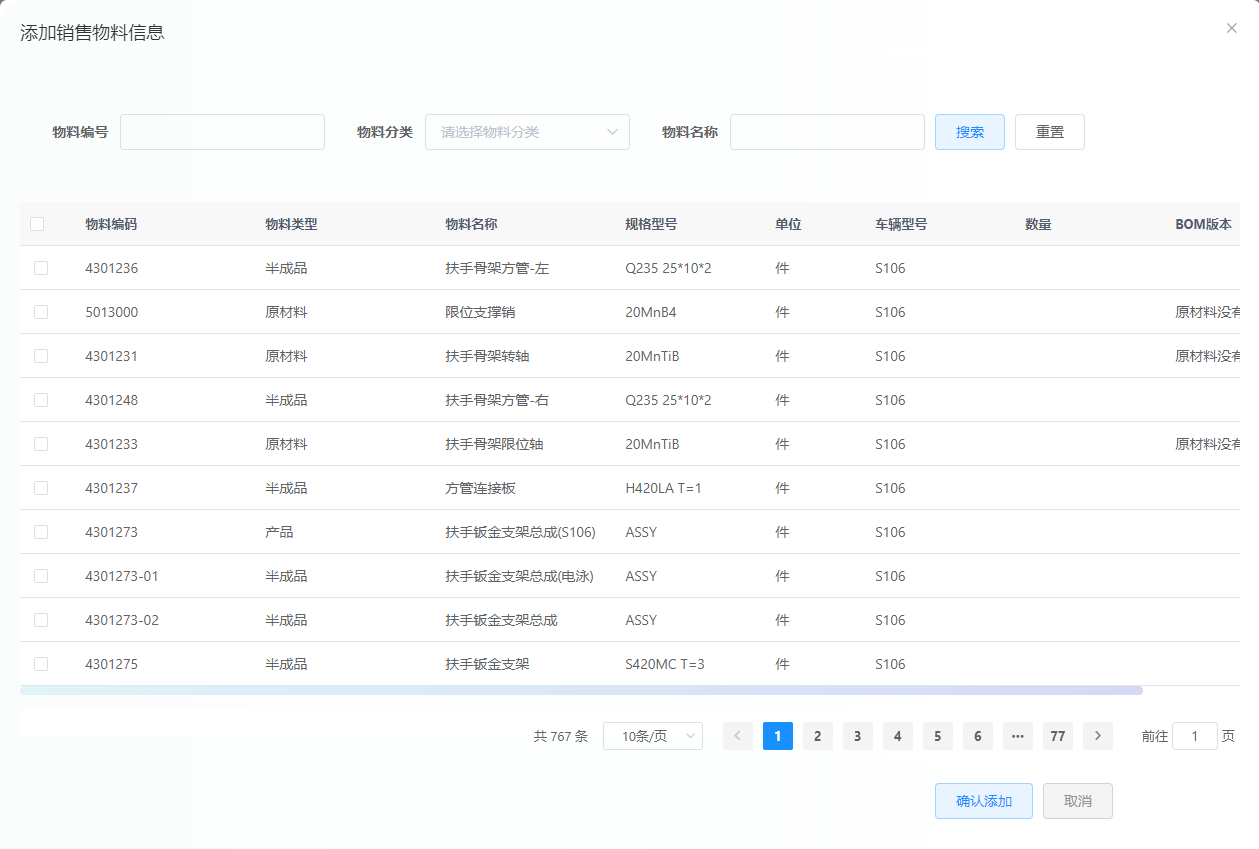 添加销售物料信息
物料编号 物料分类 请选择物料分类 物料名称 搜索 重置
物料编码 物料类型 物料名称 规格型号 单位 车辆型号 数量 BOM版本
4301236 半成品 扶手骨架方管-左 Q235 25*10*2 件 S106
5013000 原材料 限位支撑销 20MnB4 件 S106 原材料没有
4301231 原材料 扶手骨架转轴 20MnTiB 件 S106 原材料没有
4301248 半成品 扶手骨架方管-右 Q235 25*10*2 件 S106
4301233 原材料 扶手骨架限位轴 20MnTiB 件 S106 原材料没有
4301237 半成品 方管连接板 H420LA T=1 件 S106
4301273 产品 扶手钣金支架总成(S106) ASSY 件 S106
4301273-01 半成品 扶手钣金支架总成(电泳) ASSY 件 S106
4301273-02 半成品 扶手钣金支架总成 ASSY 件 S106
4301275 半成品 扶手钣金支架 S420MC T=3 件 S106
共 767 条 10条/页 1 2 3 4 5 6 ••• 77 前往 1 页
确认添加 取消